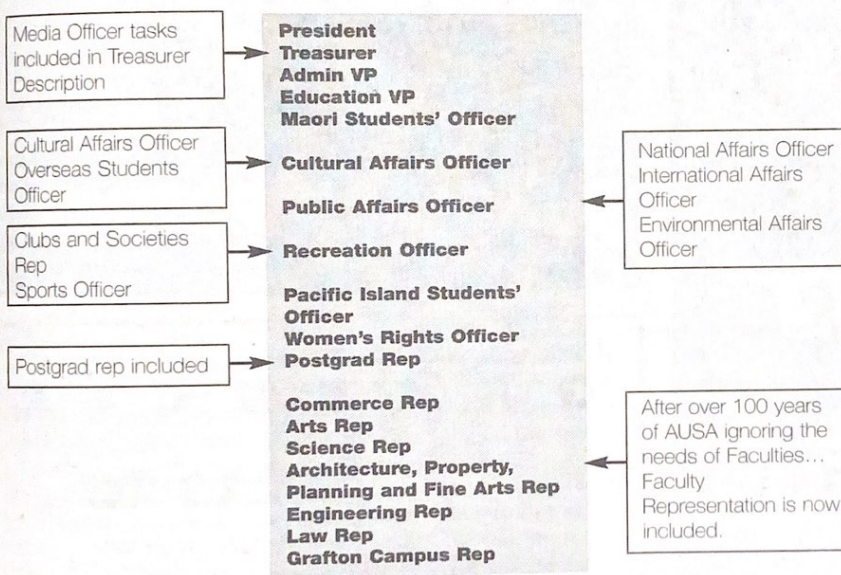 Media Officer tasks
included in Treasurer
Description
Cultural Affairs Officer
Overseas Students
Officer
Clubs and Societies
Rep
Sports Officer
Postgrad rep included
President
Treasurer
Admin VP
Education VP
Maori Students' Officer
Cultural Affairs Officer
Public Affairs Officer
Recreation Officer
Pacific Island Students'
Officer
Women's Rights Officer
Postgrad Rep
Commerce Rep
Arts Rep
Science Rep
Architecture, Property,
Planning and Fine Arts Rep
Engineering Rep
Law Rep
Grafton Campus Rep
National Affairs Officer
International Affairs
Officer
Environmental Affairs
Officer
After over 100 years
of AUSA ignoring the
needs of Faculties...
Faculty
Representation is now
included.